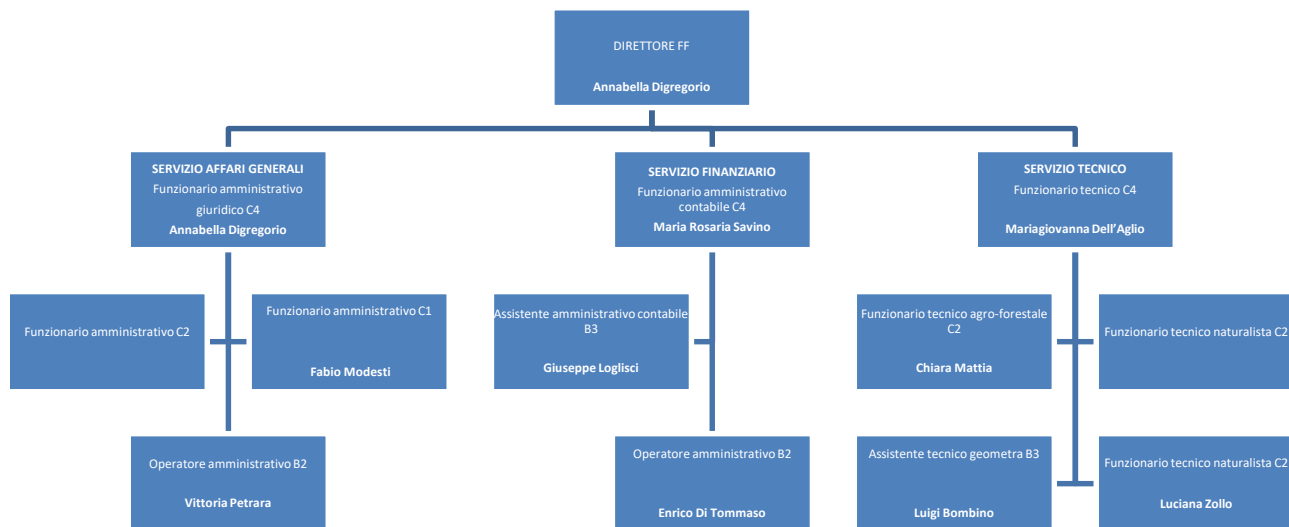 DIRETTORE FF
Annabella Digregorio
SERVIZIO AFFARI GENERALI
Funzionario amministrativo
giuridico C4
Annabella Digregorio
SERVIZIO FINANZIARIO
Funzionario amministrativo
contabile C4
Maria Rosaria Savino
SERVIZIO TECNICO
Funzionario tecnico C4
Mariagiovanna Dell’Aglio
Funzionario amministrativo C2
Funzionario amministrativo C1
Fabio Modesti
Assistente amministrativo contabile
B3
Giuseppe Loglisci
Funzionario tecnico agro-forestale
C2
Chiara Mattia
Funzionario tecnico naturalista C2
Operatore amministrativo B2
Vittoria Petrara
Operatore amministrativo B2
Enrico Di Tommaso
Assistente tecnico geometra B3
Luigi Bombino
Funzionario tecnico naturalista C2
Luciana Zollo